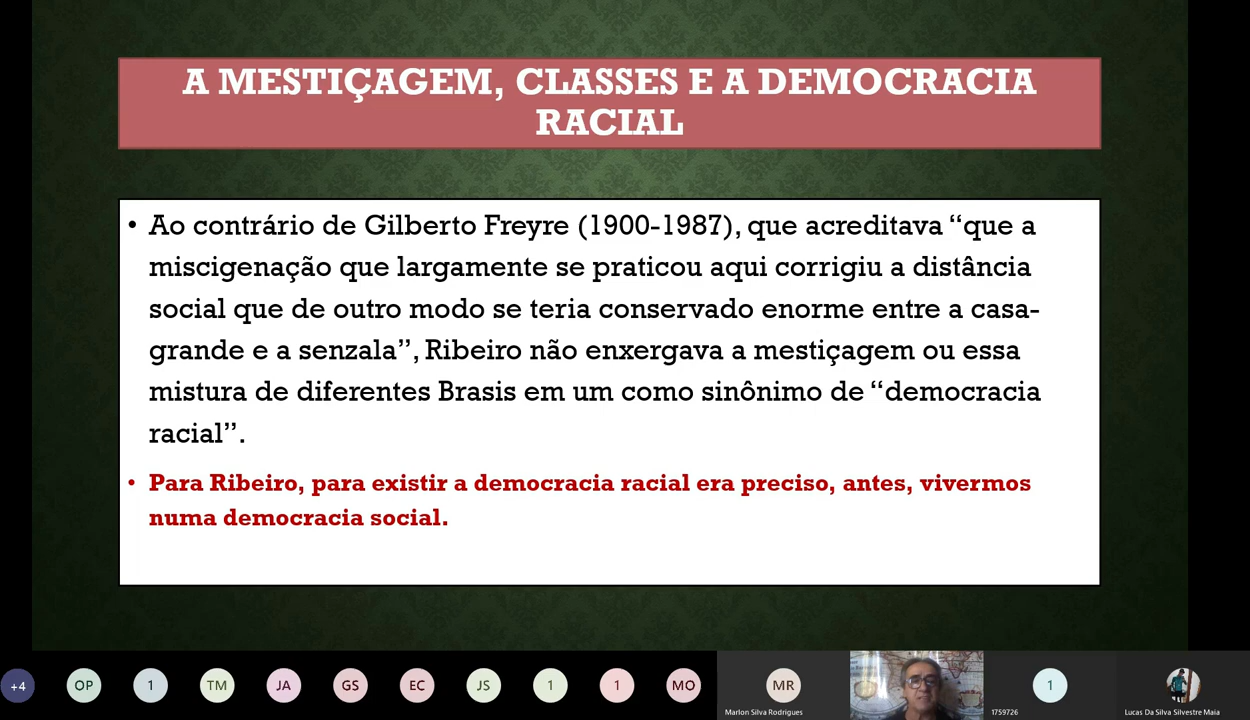 A MESTIÇAGEM, CLASSES E A DEMOCRACIA
RACIAL
• Ao contrário de Gilberto Freyre (1900-1987), que acreditava “que a
miscigenação que largamente se praticou aqui corrigiu a distância
social que de outro modo se teria conservado enorme entre a casa-
grande e a senzala”, Ribeiro não enxergava a mestiçagem ou essa
mistura de diferentes Brasis em um como sinônimo de “democracia
racial”.
• Para Ribeiro, para existir a democracia racial era preciso, antes, vivermos
numa democracia social.
+4 OP 1 TM JA GS EC JS 1 1 MO MR 1
Marlon Silva Rodrigues 1759726 Lucas Da Silva Silvestre Maia